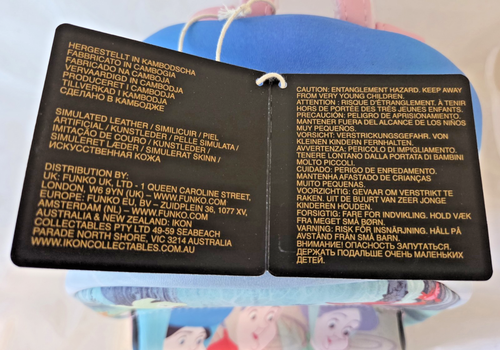 HERGESTELLT IN KAMBODSCHA
FABBRICATO IN CAMBOGIA
FABRICADO NA CAMBOJA
VERVAARDIGD IN CAMBODJA
PRODUCERET I CAMBODJA
TILLVERKAD I KAMBODJA
СДЕЛАНО В КАМБОДЖЕ
SIMULATED LEATHER / SIMILICUIR / PIEL
ARTIFICIAL / KUNSTLEDER / PELLE SIMULATA /
IMITAÇÃO DE COURO / KUNSTLEDER /
SIMULERET LÆDER / SIMULERAT SKINN /
ИСКУССТВЕННАЯ КОЖА
DISTRIBUTION BY:
UK: FUNKO UK, LTD - 1 QUEEN CAROLINE STREET,
LONDON, W6 9YN (UK) – WWW.FUNKO.COM
EUROPE: FUNKO EU, BV – ZUIDPLEIN 36, 1077 XV,
AMSTERDAM (NL) – WWW.FUNKO.COM
AUSTRALIA & NEW ZEALAND: IKON
COLLECTABLES PTY LTD 49-59 SEABEACH
PARADE NORTH SHORE, VIC 3214 AUSTRALIA
WWW.IKONCOLLECTABLES.COM.AU
CAUTION: ENTANGLEMENT HAZARD. KEEP AWAY
FROM VERY YOUNG CHILDREN.
ATTENTION : RISQUE D'ÉTRANGLEMENT. À TENIR
HORS DE PORTÉE DES TRÈS JEUNES ENFANTS.
PRECAUCIÓN: PELIGRO DE APRISIONAMIENTO.
MANTENER FUERA DEL ALCANCE DE LOS NIÑOS
MUY PEQUEÑOS.
VORSICHT: VERSTRICKUNGSGEFAHR. VON
KLEINEN KINDERN FERNHALTEN.
AVVERTENZA: PERICOLO DI IMPIGLIAMENTO.
TENERE LONTANO DALLA PORTATA DI BAMBINI
MOLTO PICCOLI.
CUIDADO: PERIGO DE ENREDAMENTO.
MANTENHA AFASTADO DE CRIANÇAS
MUITO PEQUENAS.
VOORZICHTIG: GEVAAR OM VERSTRIKT TE
RAKEN. UIT DE BUURT VAN ZEER JONGE
KINDEREN HOUDEN.
FORSIGTIG: FARE FOR INDVIKLING. HOLD VÆK
FRA MEGET SMÅ BØRN.
VARNING: RISK FÖR INSNÄRJNING. HÅLL PÅ
AVSTÅND FRÅN SMÅ BARN.
ВНИМАНИЕ! ОПАСНОСТЬ ЗАПУТАТЬСЯ.
ДЕРЖАТЬ ПОДАЛЬШЕ ОЧЕНЬ МАЛЕНЬКИХ
ДЕТЕЙ.